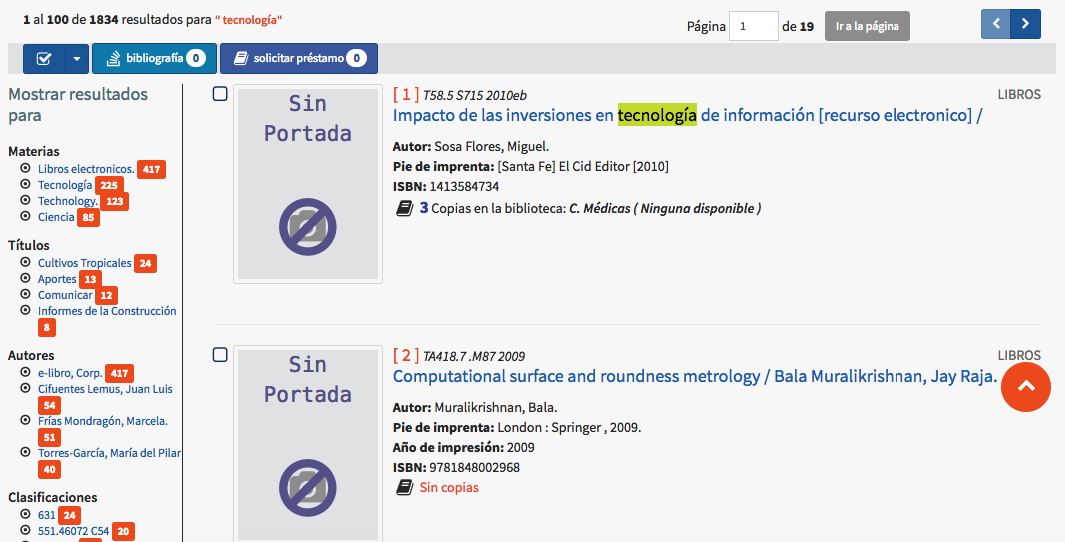 1 al 100 de 1834 resultados para " tecnología"
Página 1 de 19 Ir a la página
bibliografía 0 solicitar préstamo 0
Mostrar resultados
para
Materias
Libros electronicos. 417
Tecnología 225
Technology. 123
Ciencia 85
Títulos
Cultivos Tropicales 24
Aportes 13
Comunicar 12
Informes de la Construcción
8
Autores
e-libro, Corp. 417
Cifuentes Lemus, Juan Luis
54
Frías Mondragón, Marcela.
51
Torres-García, María del Pilar
40
Clasificaciones
631 24
551.46072 C54 20
Sin
Portada
[ 1 ] T58.5 S715 2010eb
LIBROS
Impacto de las inversiones en tecnología de información [recurso electronico] /
Autor: Sosa Flores, Miguel.
Pie de imprenta: [Santa Fe] El Cid Editor [2010]
ISBN: 1413584734
3 Copias en la biblioteca: C. Médicas ( Ninguna disponible )
Sin
Portada
[ 2 ] TA418.7 .M87 2009
LIBROS
Computational surface and roundness metrology / Bala Muralikrishnan, Jay Raja.
Autor: Muralikrishnan, Bala.
Pie de imprenta: London : Springer , 2009.
Año de impresión: 2009
ISBN: 9781848002968
Sin copias